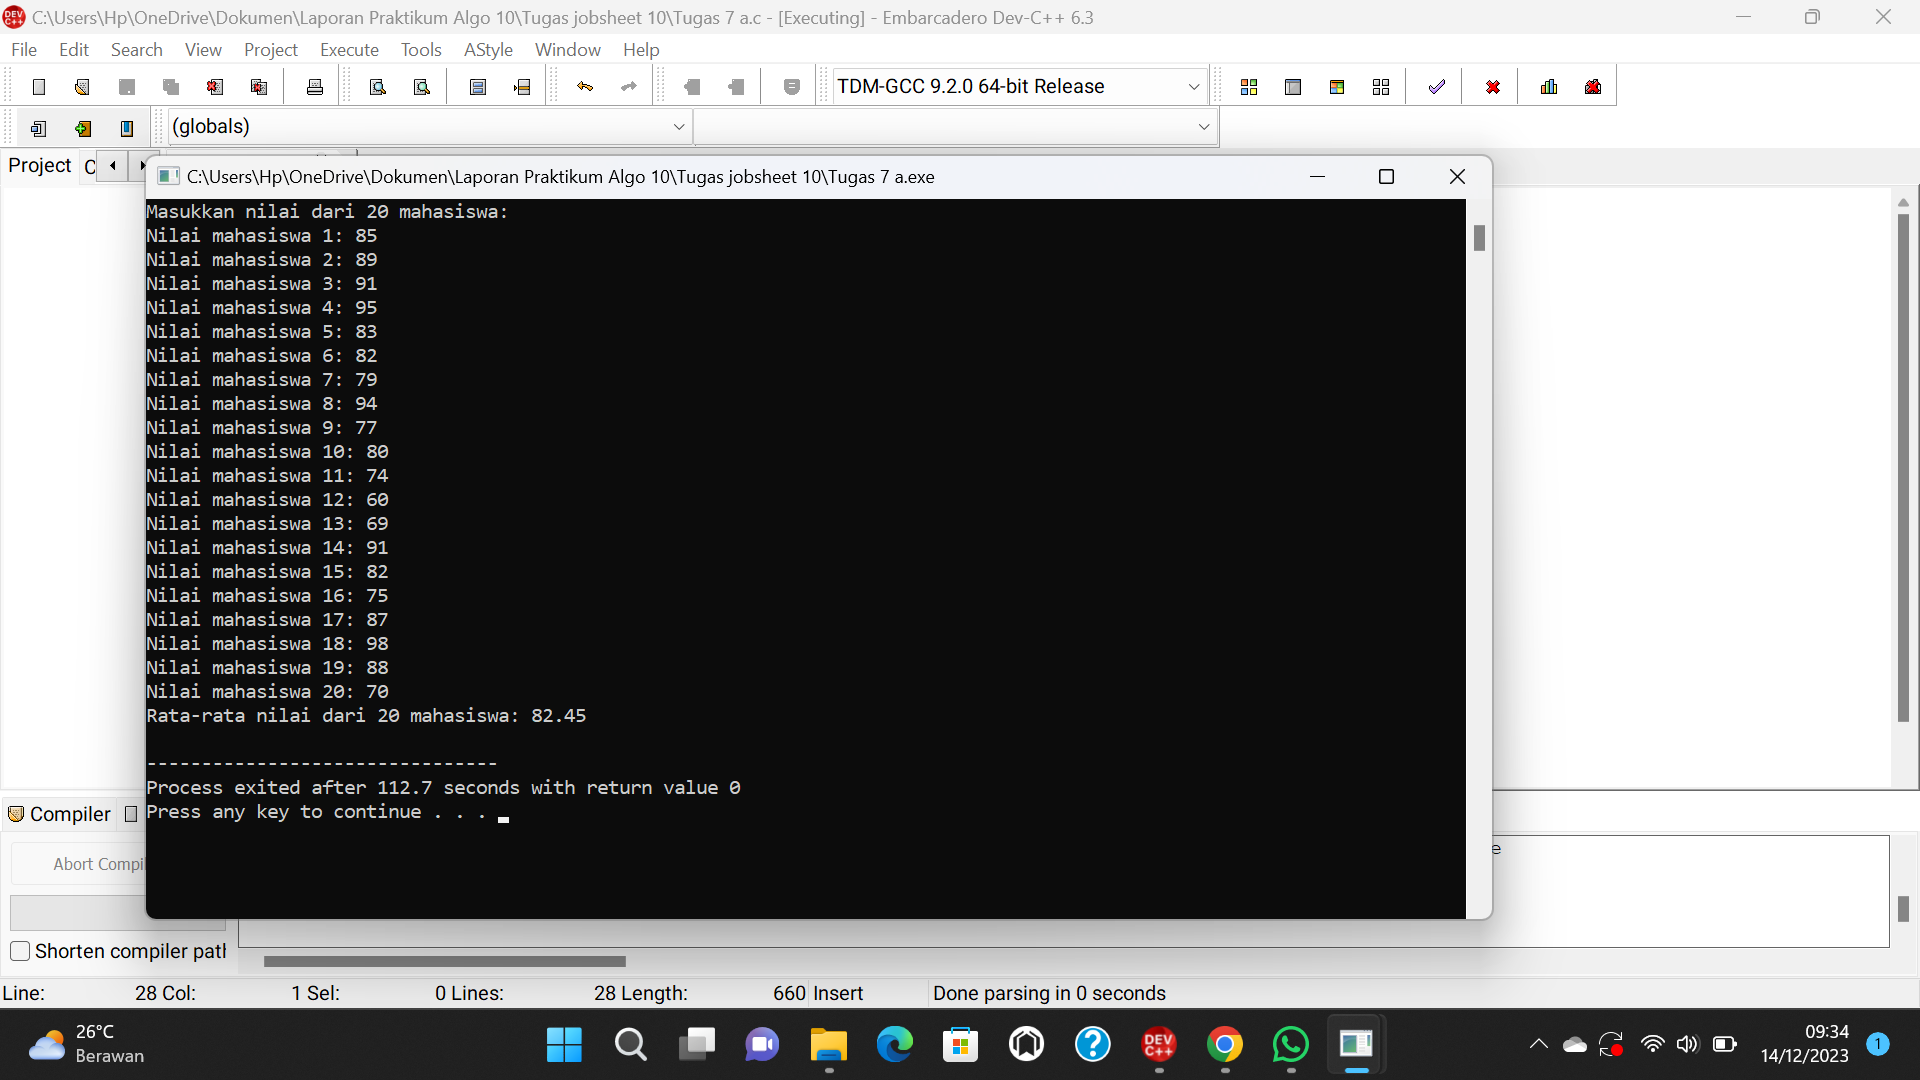 C:\Users\Hp\OneDrive\Dokumen\Laporan Praktikum Algo 10\Tugas jobsheet 10\Tugas 7 a.c - [Executing] - Embarcadero Dev-C++ 6.3
File Edit Search View Project Execute Tools AStyle Window Help
TDM-GCC 9.2.0 64-bit Release
(globals)
Project
C:\Users\Hp\OneDrive\Dokumen\Laporan Praktikum Algo 10\Tugas jobsheet 10\Tugas 7 a.exe
Masukkan nilai dari 20 mahasiswa:
Nilai mahasiswa 1: 85
Nilai mahasiswa 2: 89
Nilai mahasiswa 3: 91
Nilai mahasiswa 4: 95
Nilai mahasiswa 5: 83
Nilai mahasiswa 6: 82
Nilai mahasiswa 7: 79
Nilai mahasiswa 8: 94
Nilai mahasiswa 9: 77
Nilai mahasiswa 10: 80
Nilai mahasiswa 11: 74
Nilai mahasiswa 12: 60
Nilai mahasiswa 13: 69
Nilai mahasiswa 14: 91
Nilai mahasiswa 15: 82
Nilai mahasiswa 16: 75
Nilai mahasiswa 17: 87
Nilai mahasiswa 18: 98
Nilai mahasiswa 19: 88
Nilai mahasiswa 20: 70
Rata-rata nilai dari 20 mahasiswa: 82.45
--------------------------------
Process exited after 112.7 seconds with return value 0
Press any key to continue . . .
Compiler
Abort Compil
e
Shorten compiler path
Line: 28 Col: 1 Sel: 0 Lines: 28 Length: 660 Insert Done parsing in 0 seconds
26°C
Berawan
DEV C++
09:34
14/12/2023
1